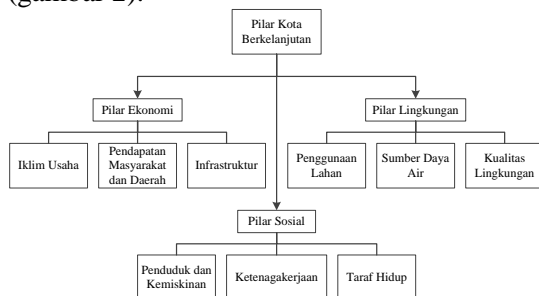 (gambar 2).
Pilar Kota
Berkelanjutan
Pilar Ekonomi
Pilar Lingkungan
Iklim Usaha
Pendapatan
Masyarakat
dan Daerah
Infrastruktur
Penggunaan
Lahan
Sumber Daya
Air
Kualitas
Lingkungan
Pilar Sosial
Penduduk dan
Kemiskinan
Ketenagakerjaan
Taraf Hidup